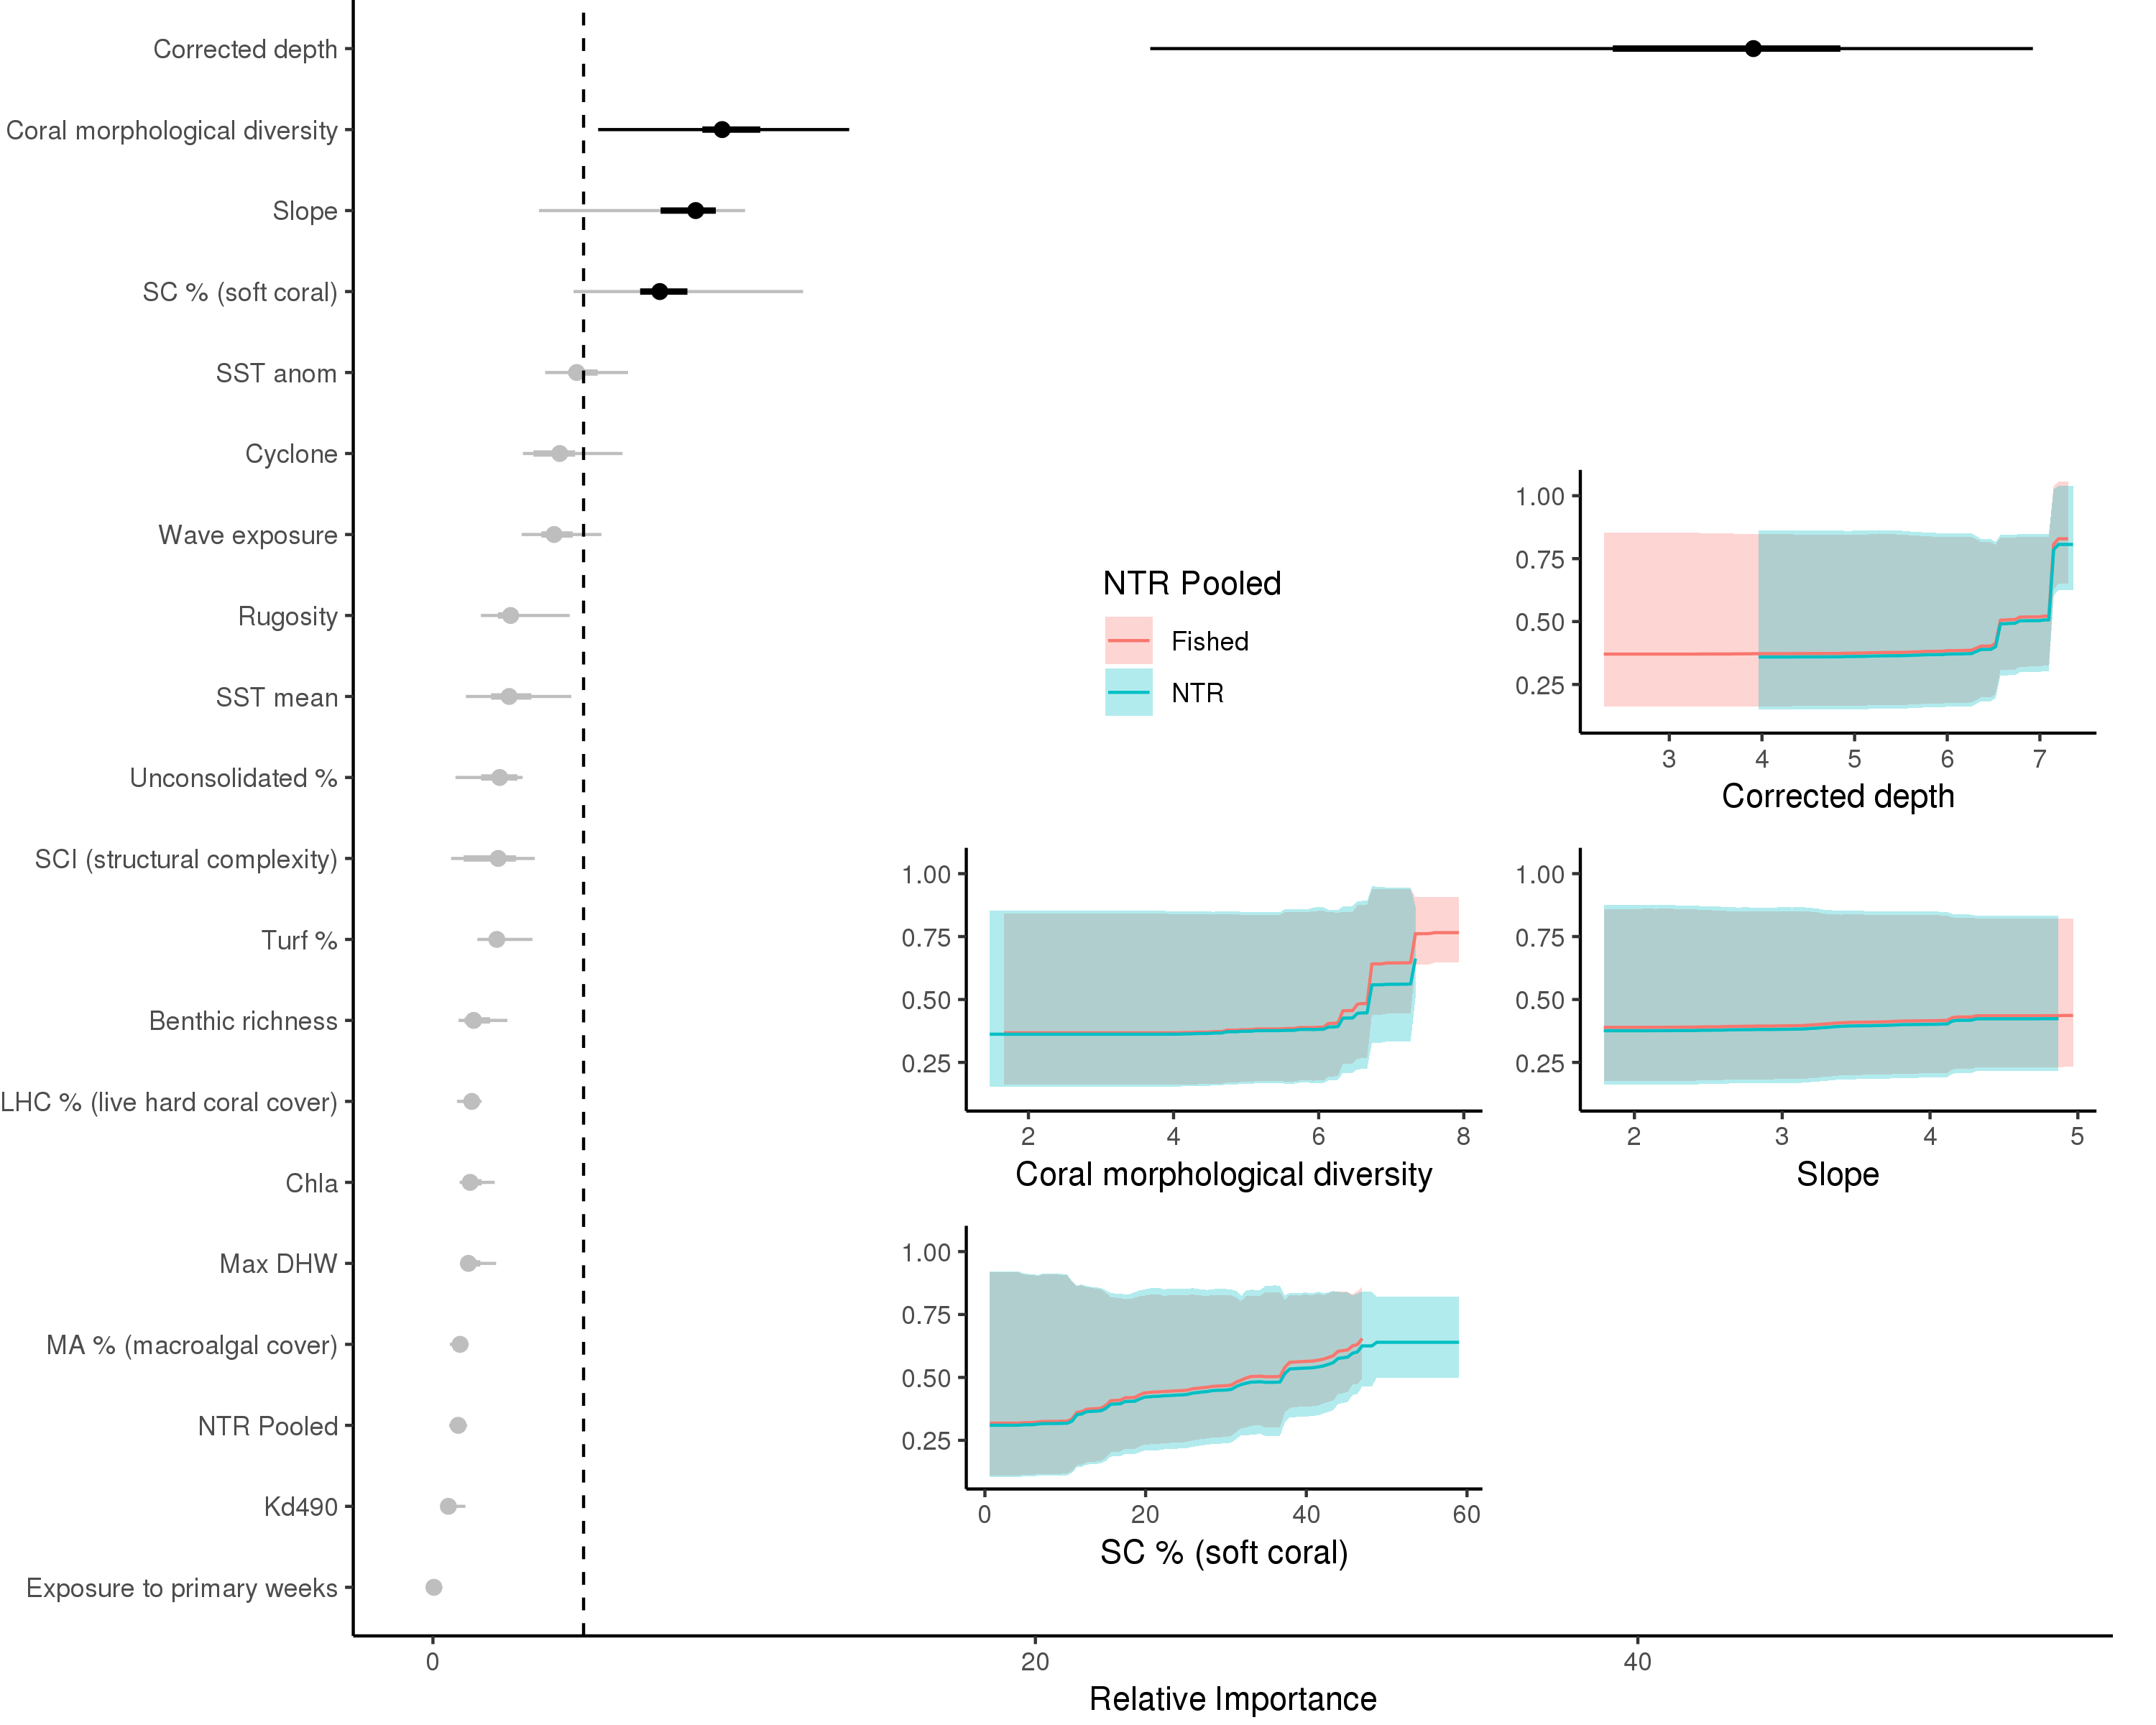 Corrected depth
Coral morphological diversity
Slope
SC % (soft coral)
SST anom
Cyclone
Wave exposure
Rugosity
SST mean
Unconsolidated %
SCI (structural complexity)
Turf %
Benthic richness
LHC % (live hard coral cover)
Chla
Max DHW
MA % (macroalgal cover)
NTR Pooled
Kd490
Exposure to primary weeks
0 20 40
Relative Importance
NTR Pooled
Fished
NTR
1.00
0.75
0.50
0.25
3 4 5 6 7
Corrected depth
1.00
0.75
0.50
0.25
2 4 6 8
Coral morphological diversity
1.00
0.75
0.50
0.25
2 3 4 5
Slope
1.00
0.75
0.50
0.25
0 20 40 60
SC % (soft coral)